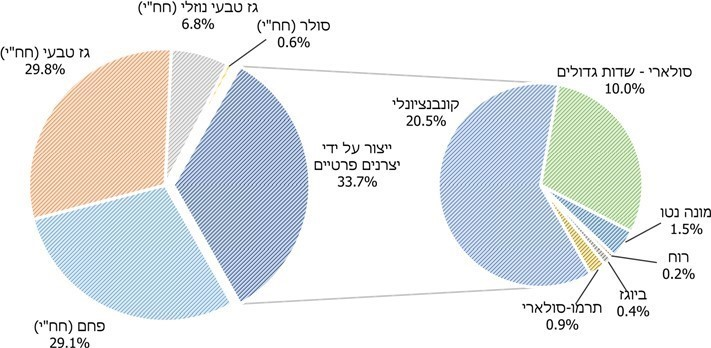 גז טבעי נוזלי (חח"י)
6.8%
סולר (חח"י)
0.6%
גז טבעי (חח"י)
29.8%
ייצור על ידי
יצרנים פרטיים
33.7%
פחם (חח"י)
29.1%
סולארי - שדות גדולים
10.0%
קונבנציונלי
20.5%
מונה נטו
1.5%
רוח
0.2%
ביוגז
0.4%
תרמו-סולארי
0.9%